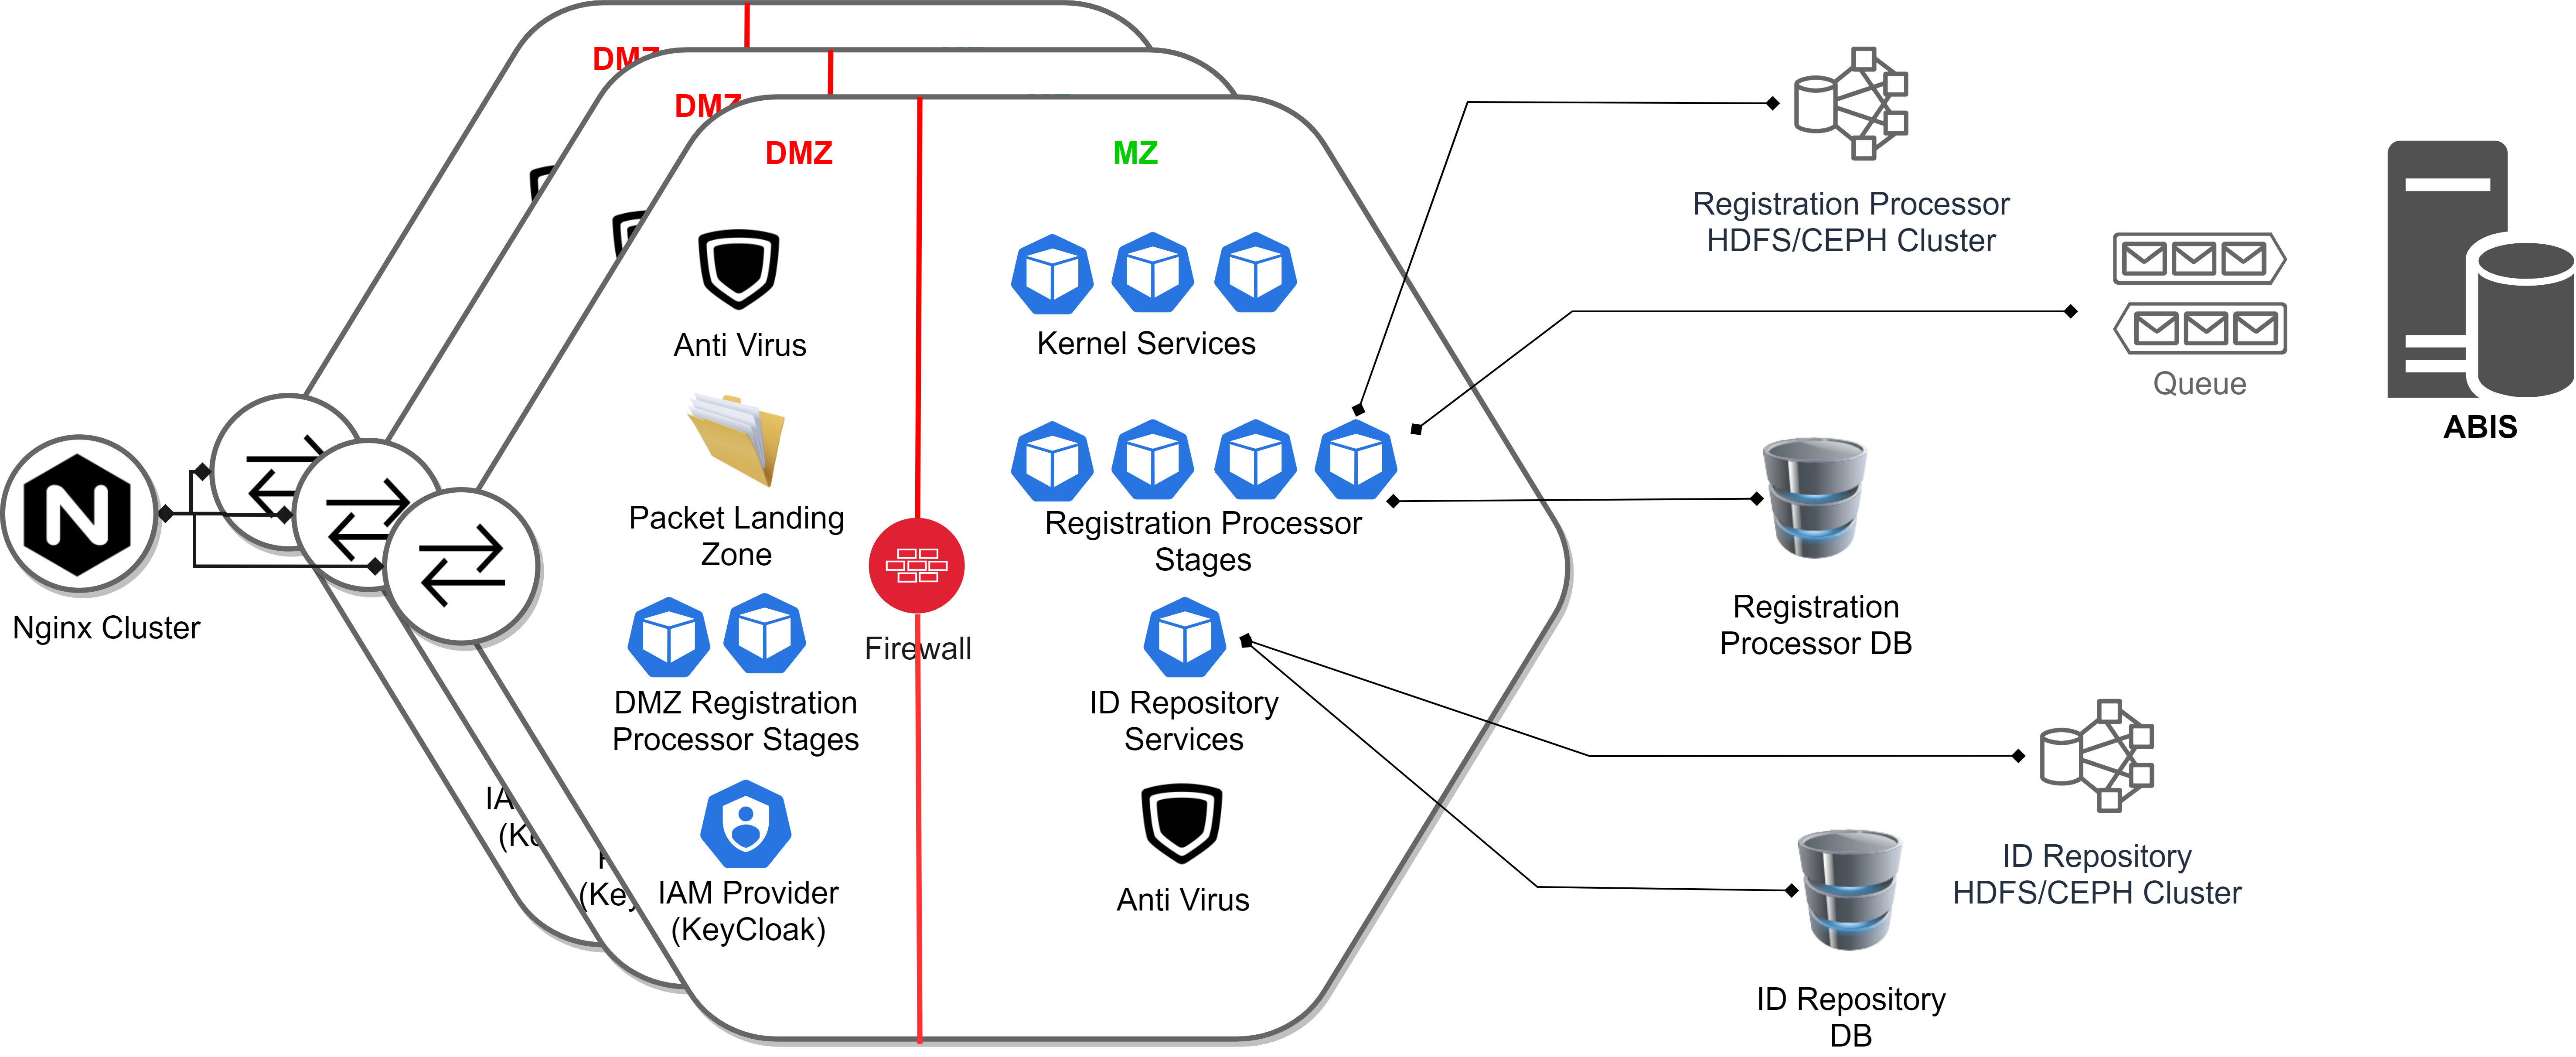 DMZ
DMZ
DMZ
MZ
Anti Virus
Kernel Services
Packet Landing
Zone
Registration Processor
Stages
Firewall
DMZ Registration
Processor Stages
ID Repository
Services
IAM Provider
(KeyCloak)
Anti Virus
IA
(Ke
(Key
Nginx Cluster
Registration Processor
HDFS/CEPH Cluster
Queue
ABIS
Registration
Processor DB
ID Repository
HDFS/CEPH Cluster
ID Repository
DB